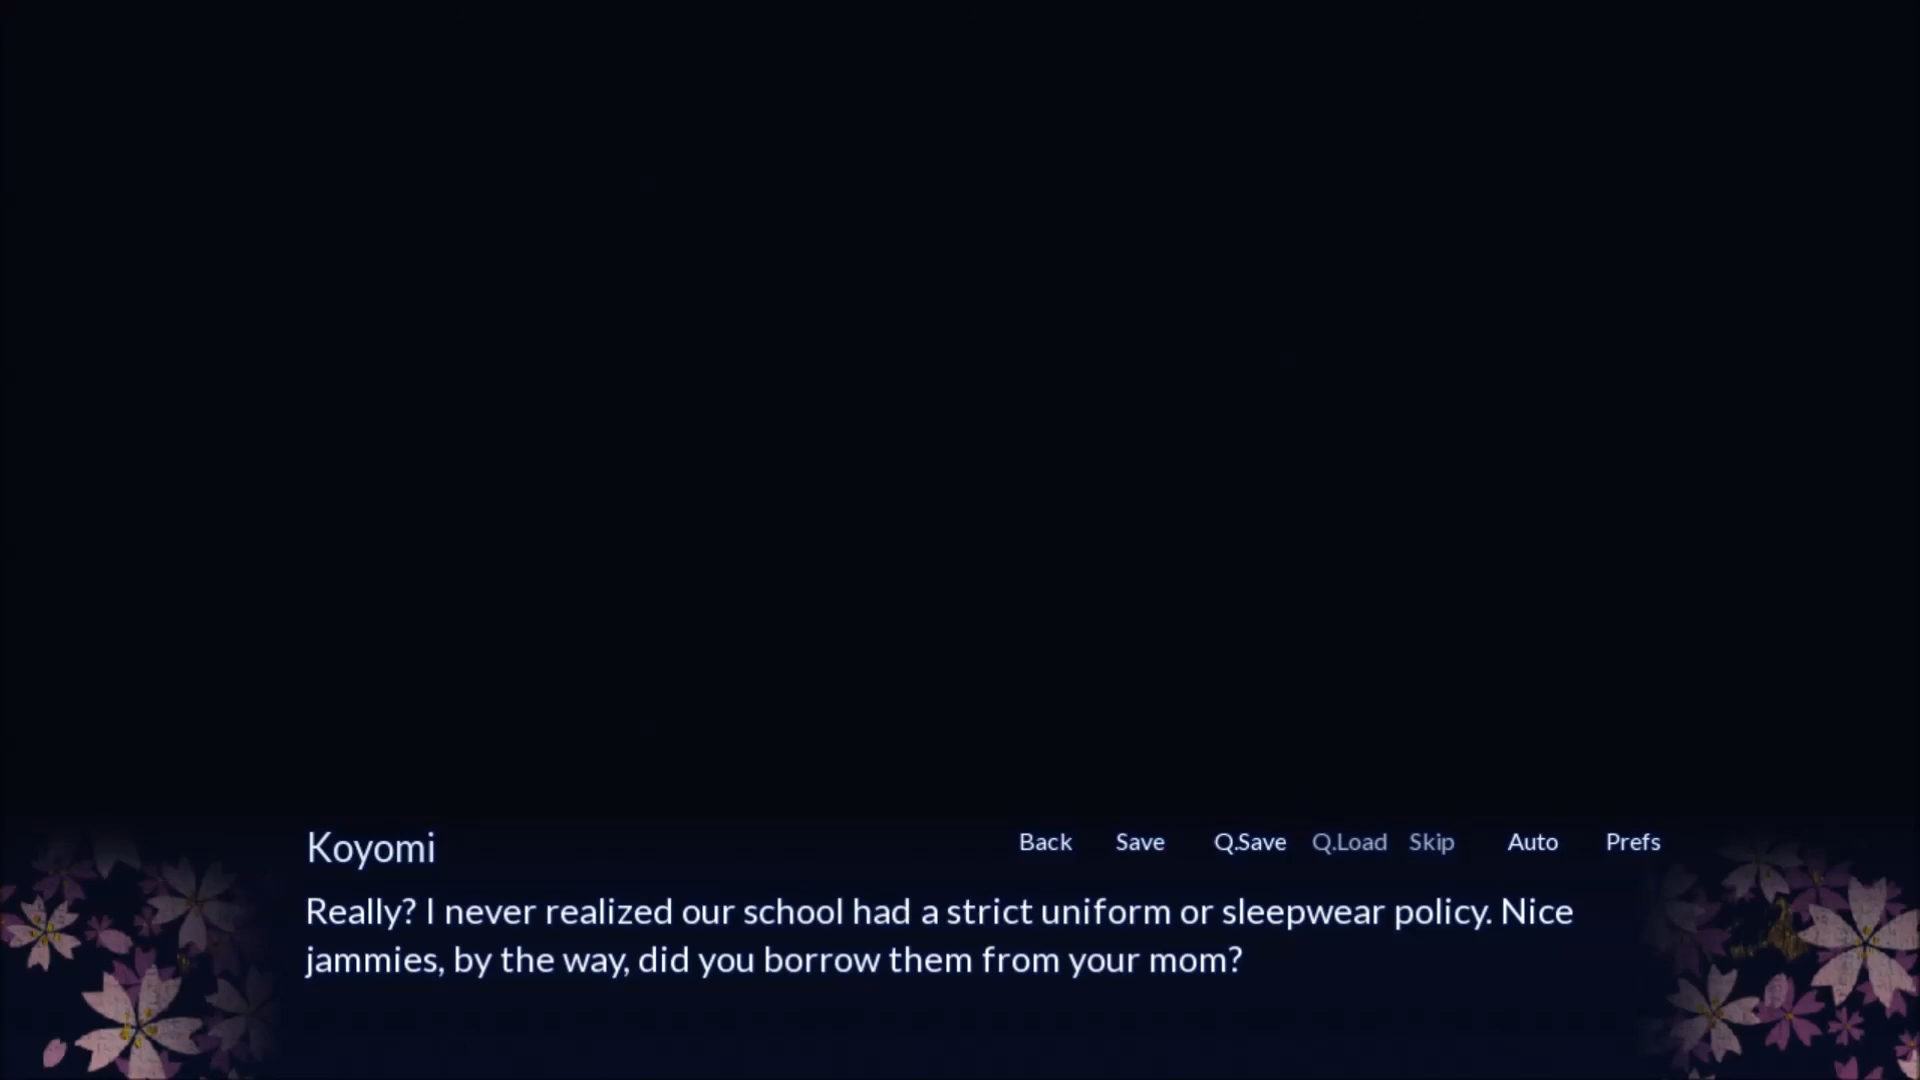 Koyomi
Back Save Q.Save Q.Load Skip Auto Prefs
Really? I never realized our school had a strict uniform or sleepwear policy. Nice
jammies, by the way, did you borrow them from your mom?